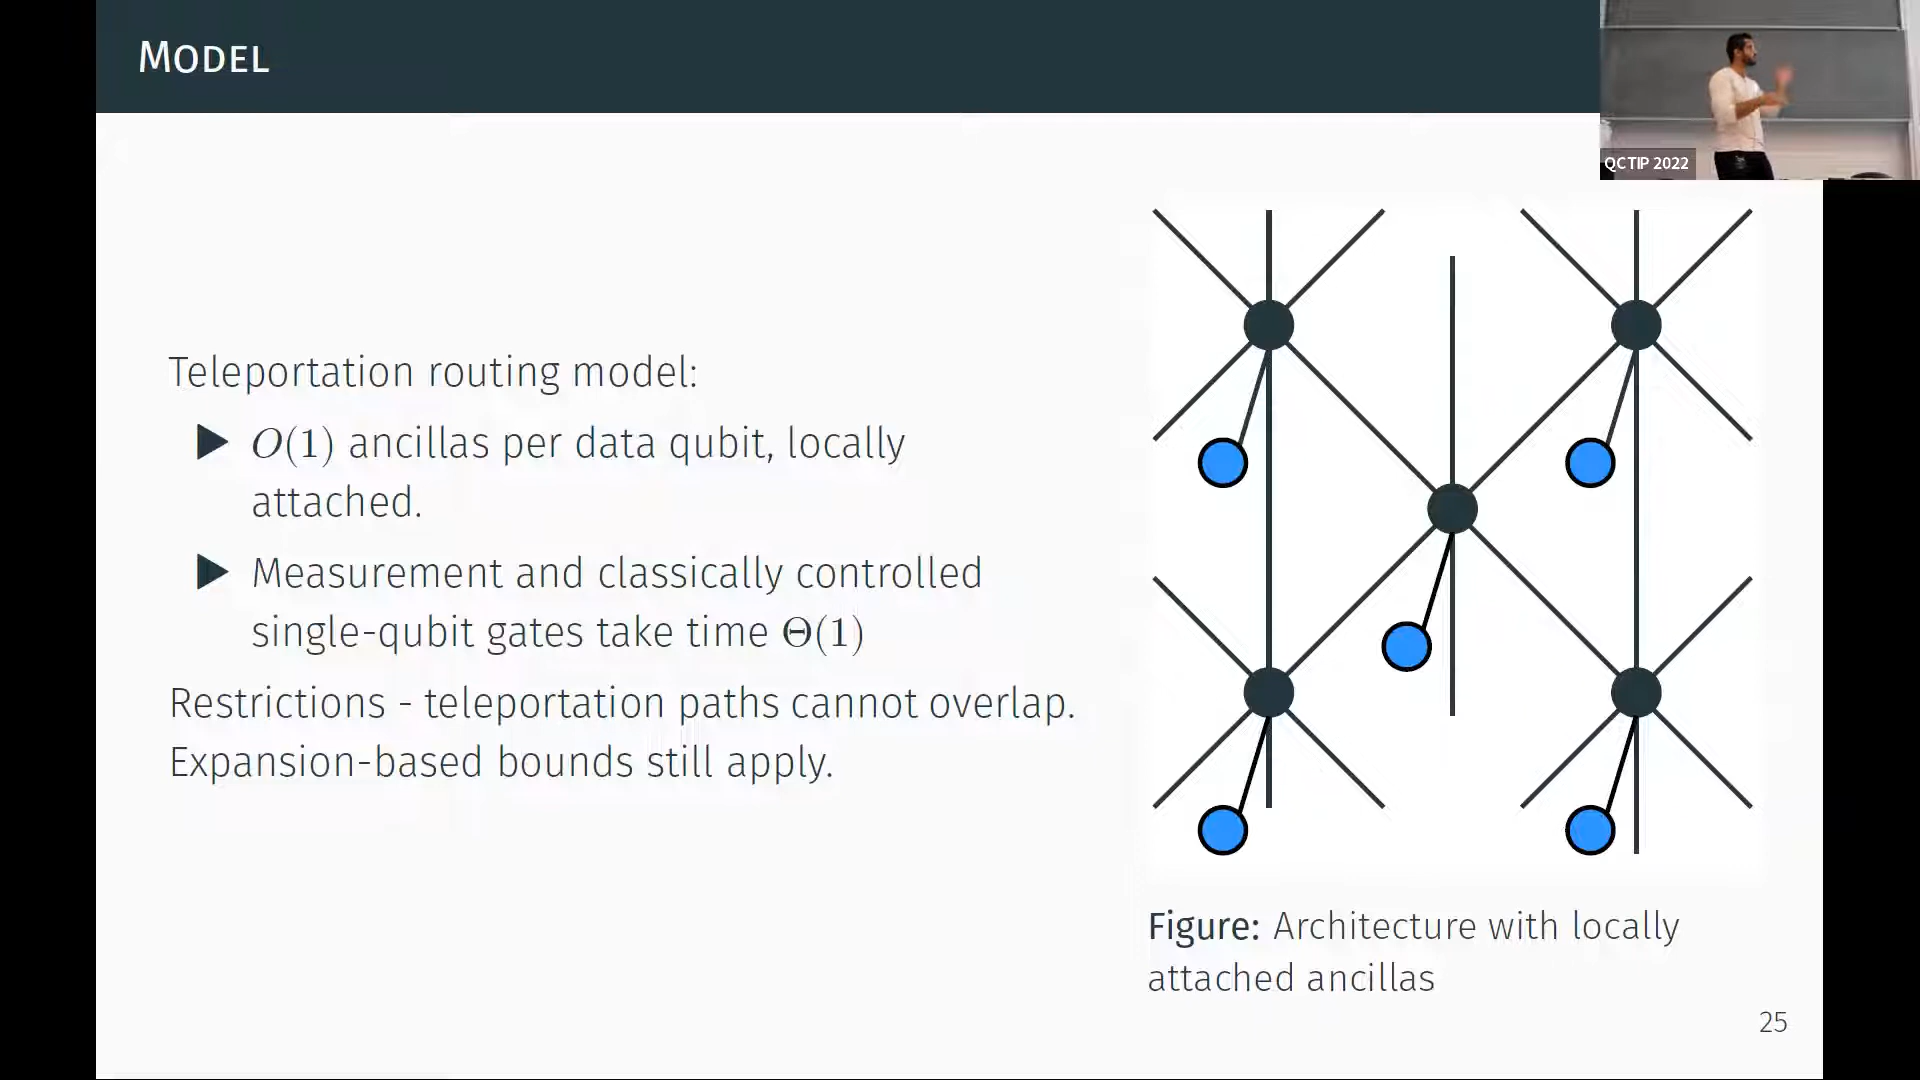 MODEL
QCTIP 2022
Teleportation routing model:
▶ O(1) ancillas per data qubit, locally
attached.
▶ Measurement and classically controlled
single-qubit gates take time Θ(1)
Restrictions - teleportation paths cannot overlap.
Expansion-based bounds still apply.
Figure: Architecture with locally
attached ancillas
25